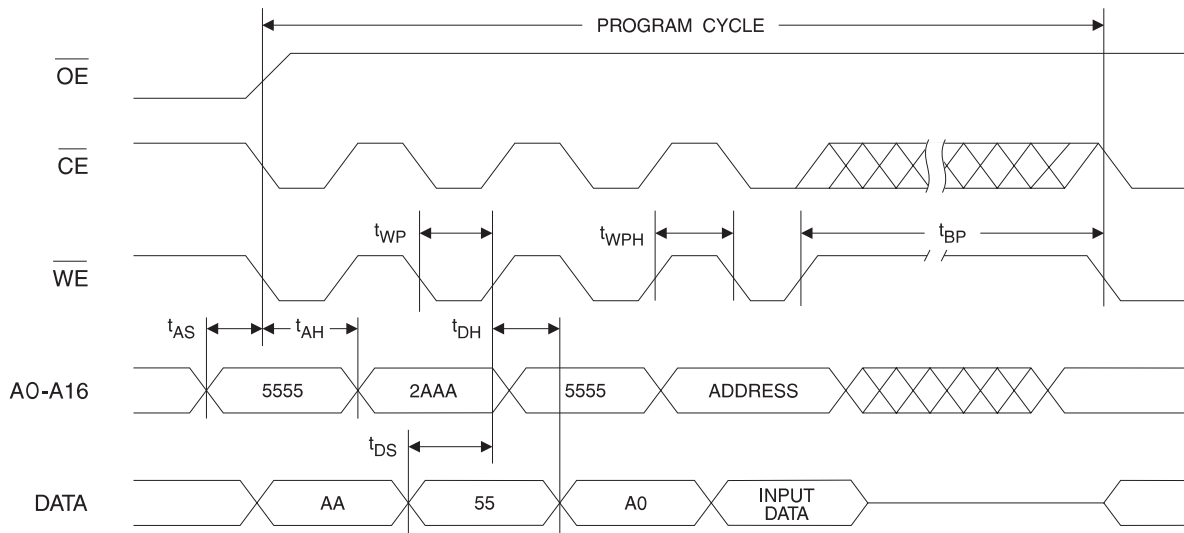 PROGRAM CYCLE
OE
CE
tWP
tWPH
tBP
WE
tAS
tAH
tDH
A0-A16
5555
2AAA
5555
ADDRESS
tDS
DATA
AA
55
A0
INPUT
DATA